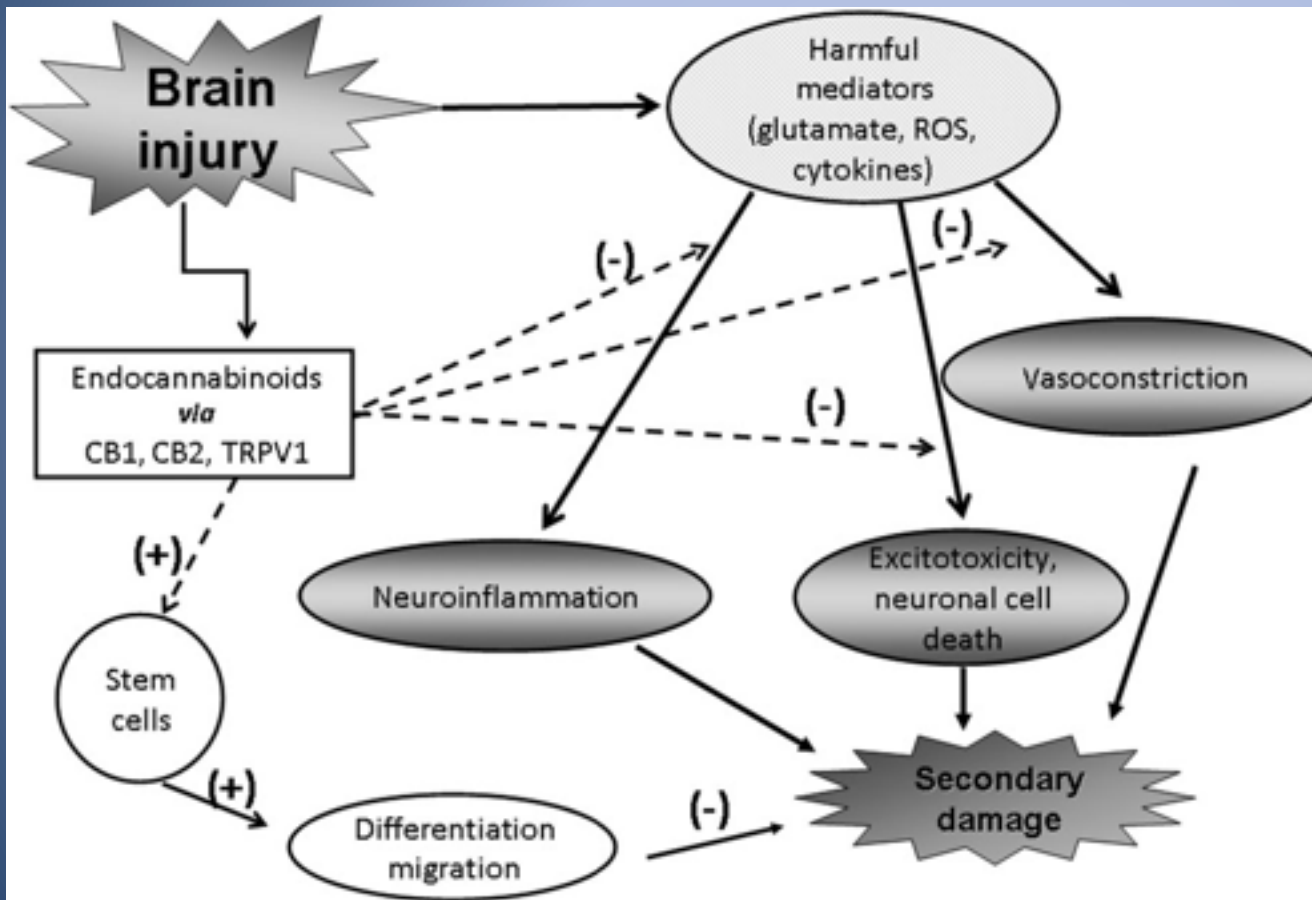 Brain
injury
Harmful
mediators
(glutamate, ROS,
cytokines)
(-)
(-)
Endocannabinoids
via
CB1, CB2, TRPV1
(-)
Vasoconstriction
(+)
Neuroinflammation
Excitotoxicity,
neuronal cell
death
Stem
cells
(+)
Differentiation
migration
(-)
Secondary
damage